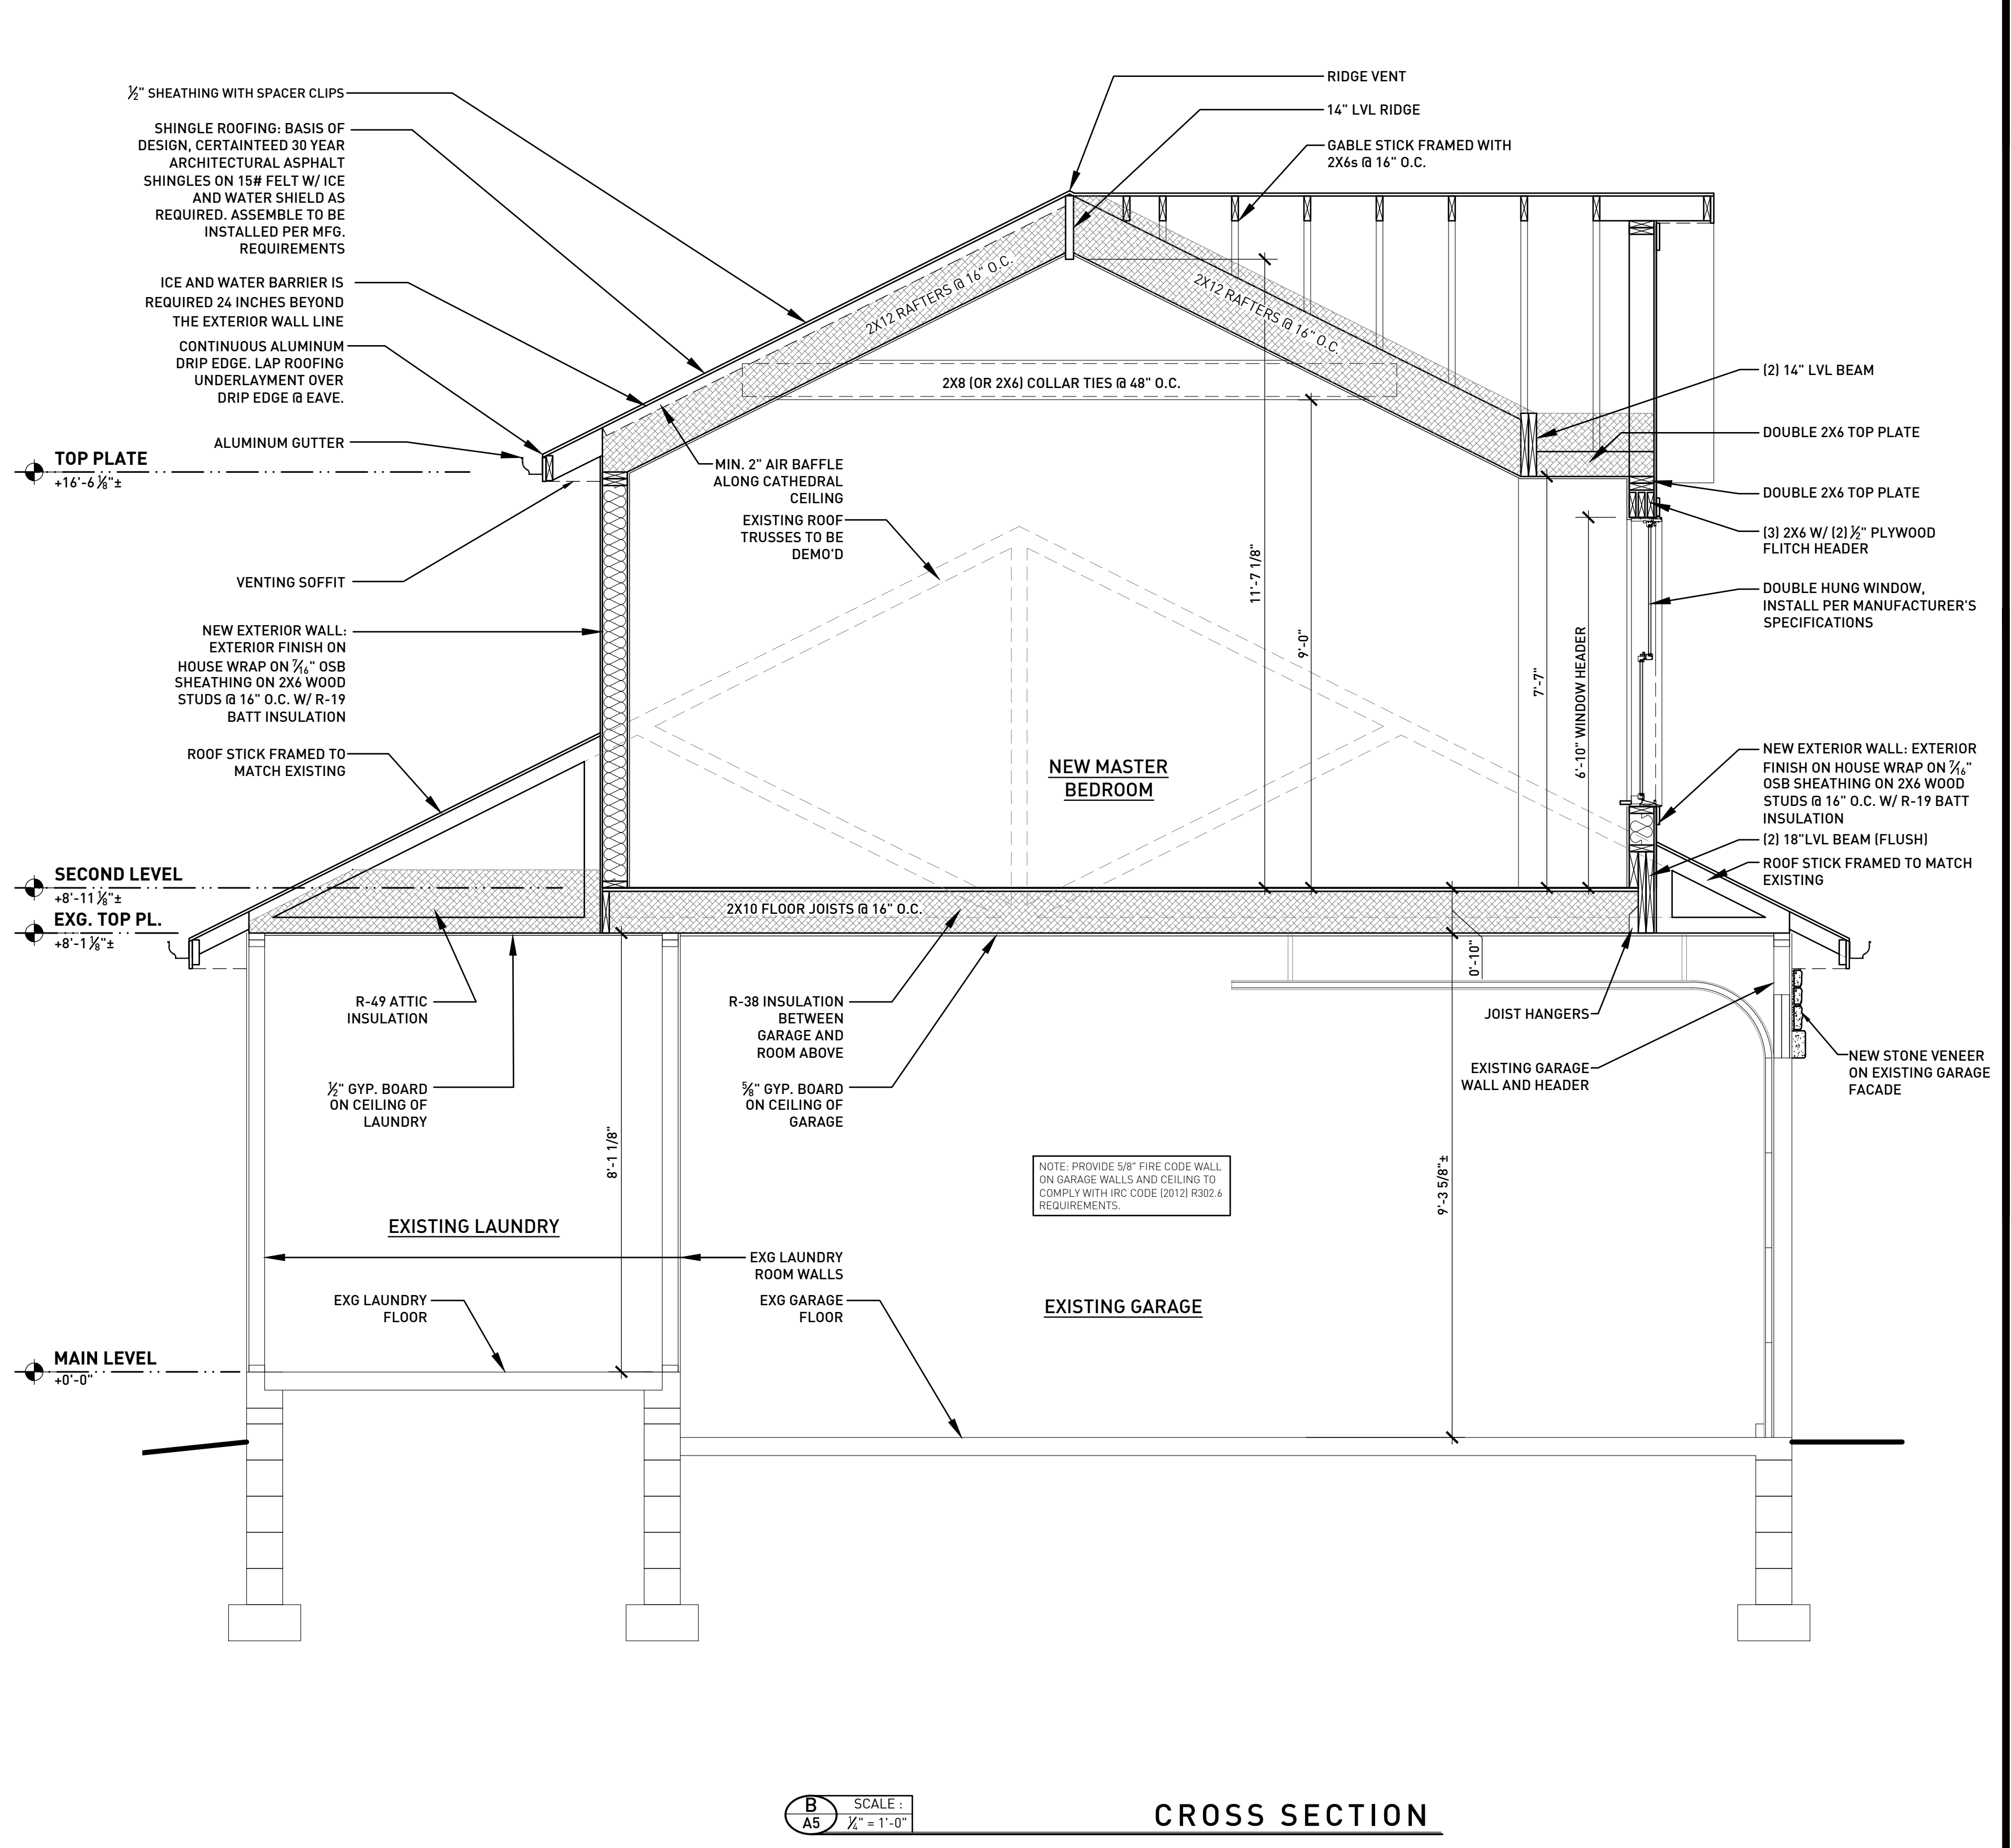 ½" SHEATHING WITH SPACER CLIPS
SHINGLE ROOFING: BASIS OF
DESIGN, CERTAINTEED 30 YEAR
ARCHITECTURAL ASPHALT
SHINGLES ON 15# FELT W/ ICE
AND WATER SHIELD AS
REQUIRED. ASSEMBLE TO BE
INSTALLED PER MFG.
REQUIREMENTS
ICE AND WATER BARRIER IS
REQUIRED 24 INCHES BEYOND
THE EXTERIOR WALL LINE
CONTINUOUS ALUMINUM
DRIP EDGE. LAP ROOFING
UNDERLAYMENT OVER
DRIP EDGE @ EAVE.
ALUMINUM GUTTER
TOP PLATE
+16'-6⅛"±
VENTING SOFFIT
NEW EXTERIOR WALL:
EXTERIOR FINISH ON
HOUSE WRAP ON 7⁄16" OSB
SHEATHING ON 2X6 WOOD
STUDS @ 16" O.C. W/ R-19
BATT INSULATION
ROOF STICK FRAMED TO
MATCH EXISTING
SECOND LEVEL
+8'-11⅛"±
EXG. TOP PL.
+8'-1⅛"±
RIDGE VENT
14" LVL RIDGE
GABLE STICK FRAMED WITH
2X6s @ 16" O.C.
2X12 RAFTERS @ 16" O.C.
2X12 RAFTERS @ 16" O.C.
2X8 (OR 2X6) COLLAR TIES @ 48" O.C.
MIN. 2" AIR BAFFLE
ALONG CATHEDRAL
CEILING
EXISTING ROOF
TRUSSES TO BE
DEMO'D
11'-7 1/8"
9'-0"
7'-7"
6'-10" WINDOW HEADER
NEW MASTER
BEDROOM
(2) 14" LVL BEAM
DOUBLE 2X6 TOP PLATE
DOUBLE 2X6 TOP PLATE
(3) 2X6 W/ (2) ½" PLYWOOD
FLITCH HEADER
DOUBLE HUNG WINDOW,
INSTALL PER MANUFACTURER'S
SPECIFICATIONS
NEW EXTERIOR WALL: EXTERIOR
FINISH ON HOUSE WRAP ON 7⁄16"
OSB SHEATHING ON 2X6 WOOD
STUDS @ 16" O.C. W/ R-19 BATT
INSULATION
(2) 18"LVL BEAM (FLUSH)
ROOF STICK FRAMED TO MATCH
EXISTING
2X10 FLOOR JOISTS @ 16" O.C.
0'-10"
R-49 ATTIC
INSULATION
R-38 INSULATION
BETWEEN
GARAGE AND
ROOM ABOVE
JOIST HANGERS
EXISTING GARAGE
WALL AND HEADER
NEW STONE VENEER
ON EXISTING GARAGE
FACADE
½" GYP. BOARD
ON CEILING OF
LAUNDRY
⅝" GYP. BOARD
ON CEILING OF
GARAGE
8'-1 1/8"
9'-3 5/8"±
NOTE: PROVIDE 5/8" FIRE CODE WALL
ON GARAGE WALLS AND CEILING TO
COMPLY WITH IRC CODE (2012) R302.6
REQUIREMENTS.
EXISTING LAUNDRY
EXG LAUNDRY
ROOM WALLS
EXG LAUNDRY
FLOOR
EXG GARAGE
FLOOR
EXISTING GARAGE
MAIN LEVEL
+0'-0"
B
A5
SCALE :
¼" = 1'-0"
CROSS SECTION